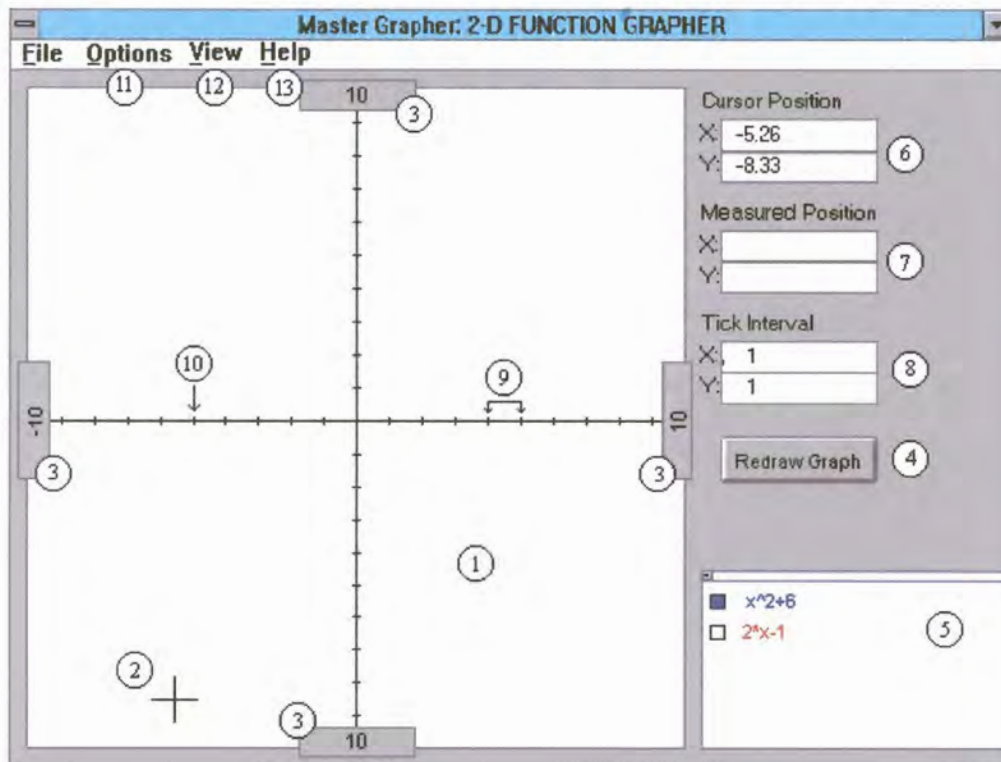 Master Grapher: 2-D FUNCTION GRAPHER
File Options View Help
11 12 13
10
3
Cursor Position
X: -5.26
Y: -8.33
6
Measured Position
X:
Y:
7
Tick Interval
X: 1
Y: 1
8
10
9
-10
10
3
3
Redraw Graph
4
1
x^2+6
2*x-1
5
2
3
10